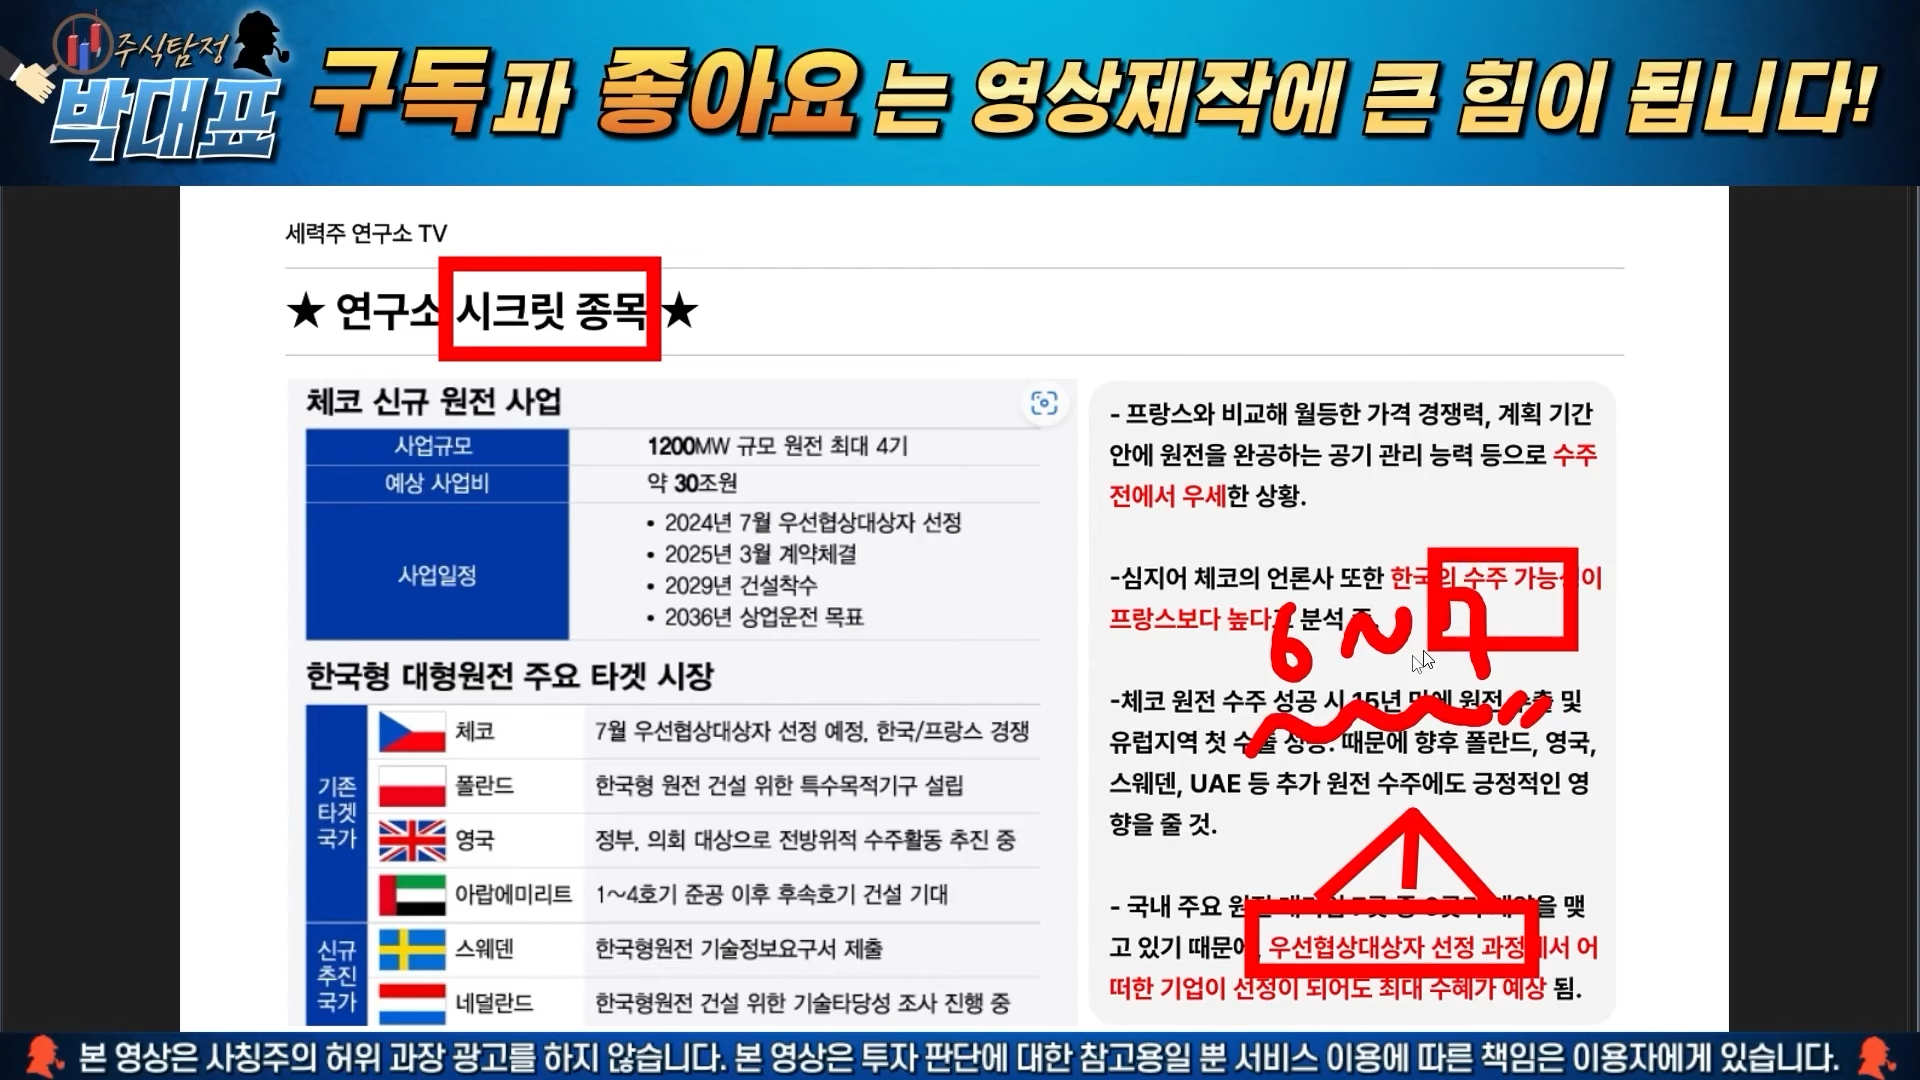 주식탐정
박대표
구독과 좋아요는 영상제작에 큰 힘이 됩니다!
세력주 연구소 TV
★ 연구소 시크릿 종목 ★
체코 신규 원전 사업
사업규모 1200MW 규모 원전 최대 4기
예상 사업비 약 30조원
사업일정
• 2024년 7월 우선협상대상자 선정
• 2025년 3월 계약체결
• 2029년 건설착수
• 2036년 상업운전 목표
한국형 대형원전 주요 타겟 시장
기존 타겟 국가
체코 7월 우선협상대상자 선정 예정, 한국/프랑스 경쟁
폴란드 한국형 원전 건설 위한 특수목적기구 설립
영국 정부, 의회 대상으로 전방위적 수주활동 추진 중
아랍에미리트 1~4호기 준공 이후 후속호기 건설 기대
신규 추진 국가
스웨덴 한국형원전 기술정보요구서 제출
네덜란드 한국형원전 건설 위한 기술타당성 조사 진행 중
- 프랑스와 비교해 월등한 가격 경쟁력, 계획 기간
안에 원전을 완공하는 공기 관리 능력 등으로 수주
전에서 우세한 상황.
-심지어 체코의 언론사 또한 한국의 수주 가능성이
프랑스보다 높다고 분석
6~7
-체코 원전 수주 성공 시 15년 만에 원전 수출 및
유럽지역 첫 수출 성공. 때문에 향후 폴란드, 영국,
스웨덴, UAE 등 추가 원전 수주에도 긍정적인 영
향을 줄 것.
- 국내 주요 원전 을 맺
고 있기 때문에, 우선협상대상자 선정 과정에서 어
떠한 기업이 선정이 되어도 최대 수혜가 예상 됨.
본 영상은 사칭주의 허위 과장 광고를 하지 않습니다. 본 영상은 투자 판단에 대한 참고용일 뿐 서비스 이용에 따른 책임은 이용자에게 있습니다.